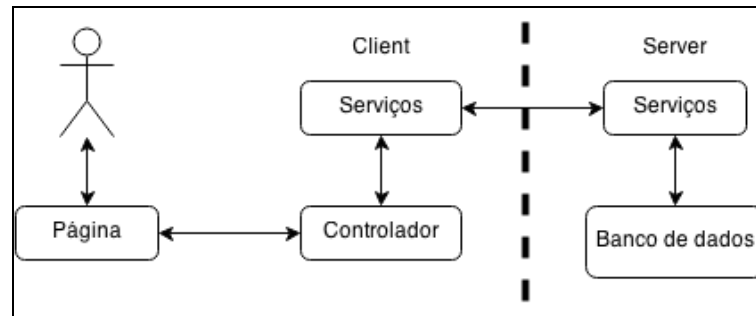 Client
Server
Serviços
Serviços
Página
Controlador
Banco de dados